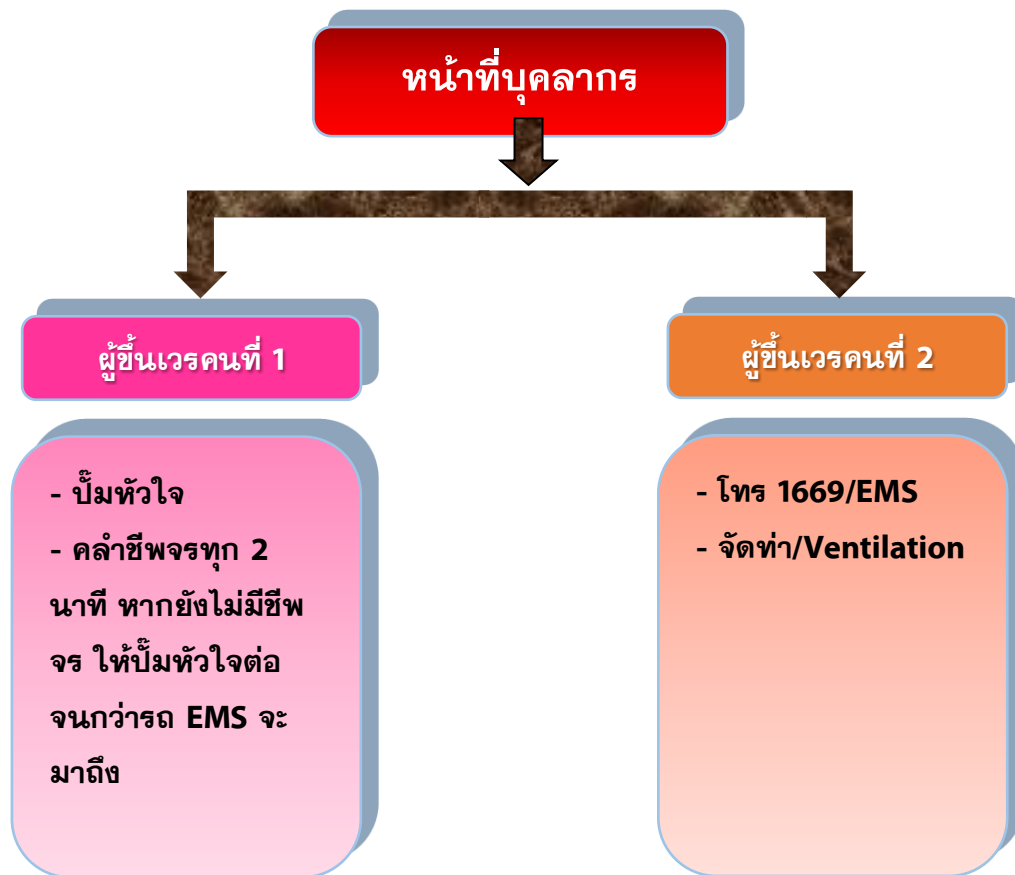 หน้าที่บุคลากร
ผู้ขึ้นเวรคนที่ 1
- ปั๊มหัวใจ
- คลำชีพจรทุก 2
นาที หากยังไม่มีชีพ
จร ให้ปั๊มหัวใจต่อ
จนกว่ารถ EMS จะ
มาถึง
ผู้ขึ้นเวรคนที่ 2
- โทร 1669/EMS
- จัดท่า/Ventilation